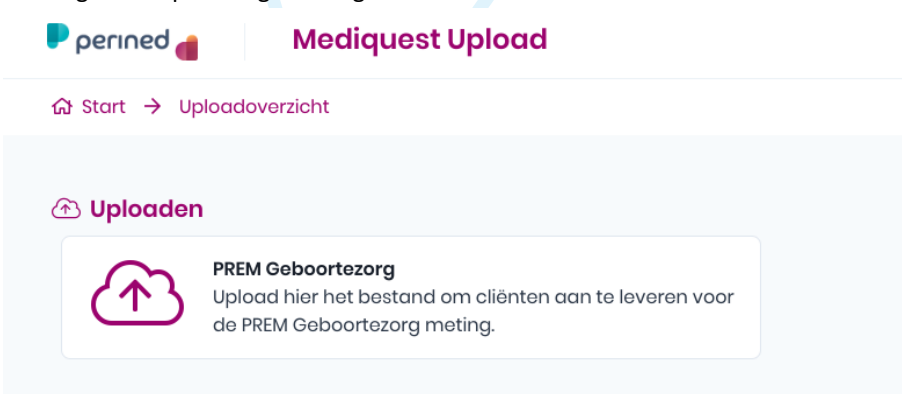 perined
Mediquest Upload
Start → Uploadoverzicht
Uploaden
PREM Geboortezorg
Upload hier het bestand om cliënten aan te leveren voor
de PREM Geboortezorg meting.